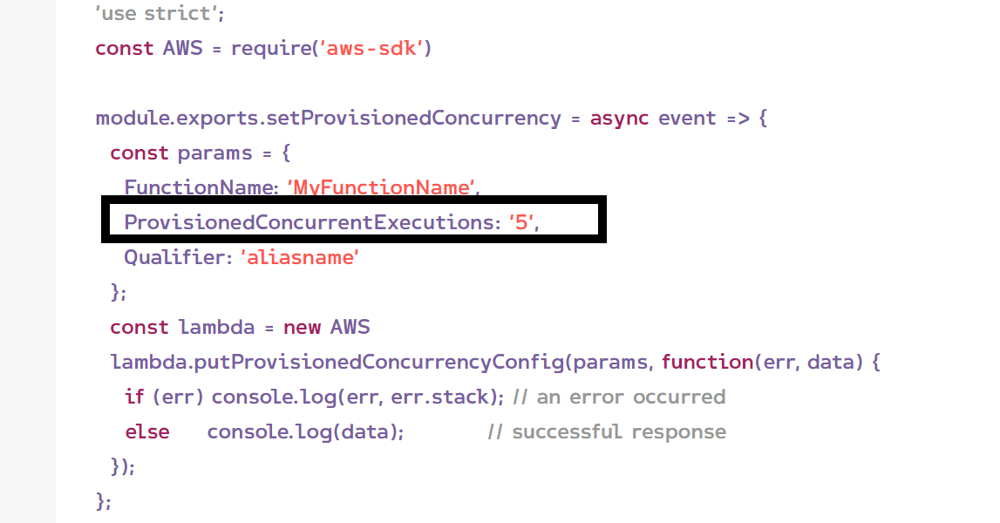 'use strict';
const AWS = require('aws-sdk')
module.exports.setProvisionedConcurrency = async event => {
const params = {
FunctionName: 'MyFunctionName',
ProvisionedConcurrentExecutions: '5',
Qualifier: 'aliasname'
};
const lambda = new AWS
lambda.putProvisionedConcurrencyConfig(params, function(err, data) {
if (err) console.log(err, err.stack); // an error occurred
else    console.log(data);          // successful response
});
};